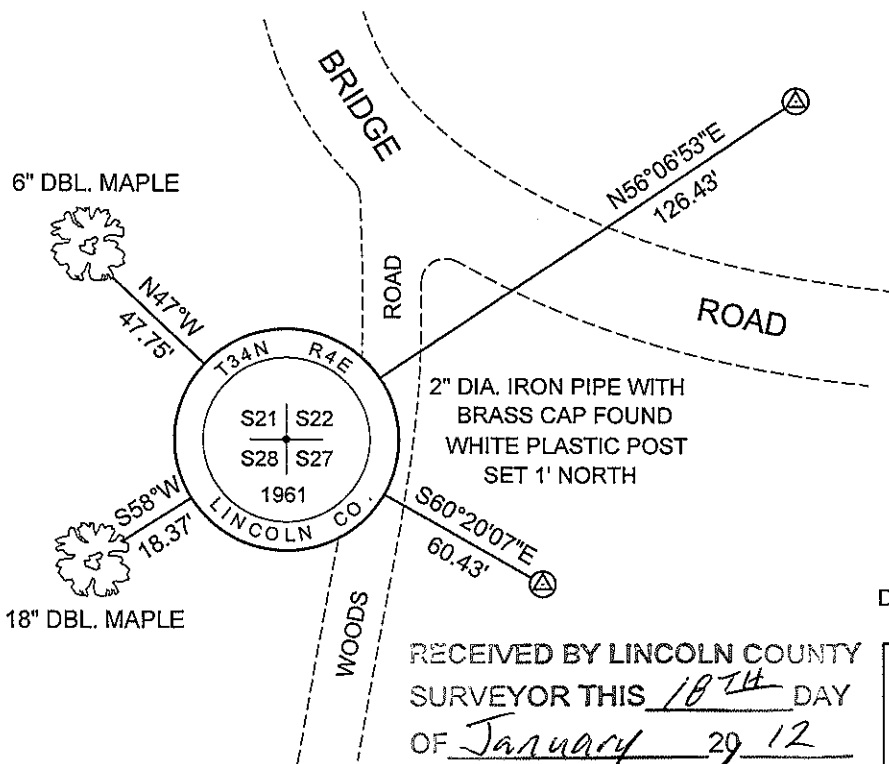 BRIDGE
ROAD
N56°06'53"E
126.43'
6" DBL. MAPLE
N47°W
47.75'
ROAD
T34N R4E
S21 S22
S28 S27
1961
LINCOLN CO.
2" DIA. IRON PIPE WITH
BRASS CAP FOUND
WHITE PLASTIC POST
SET 1' NORTH
S58°W
18.37'
18" DBL. MAPLE
S60°20'07"E
60.43'
WOODS
D
RECEIVED BY LINCOLN COUNTY
SURVEYOR THIS 18TH DAY
OF January 20 12